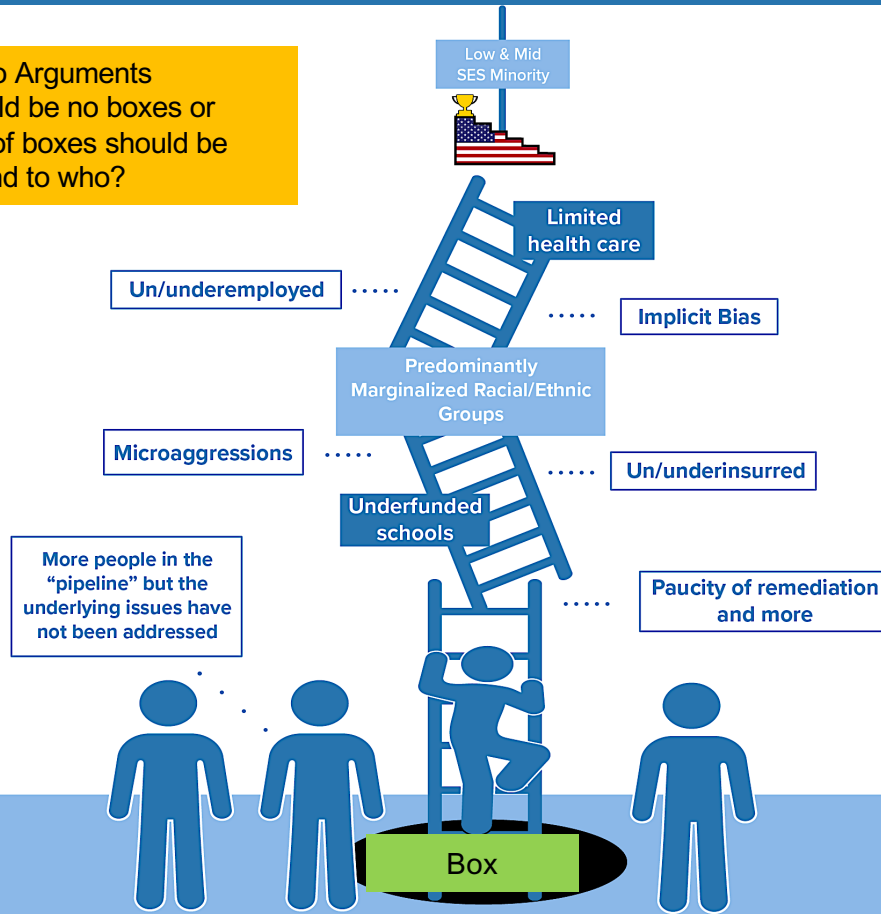 Low & Mid
SES Minority
o Arguments
ld be no boxes or
of boxes should be
nd to who?
Limited
health care
Un/underemployed
Implicit Bias
Predominantly
Marginalized Racial/Ethnic
Groups
Microaggressions
Un/underinsurred
Underfunded
schools
More people in the
“pipeline” but the
underlying issues have
not been addressed
Paucity of remediation
and more
Box